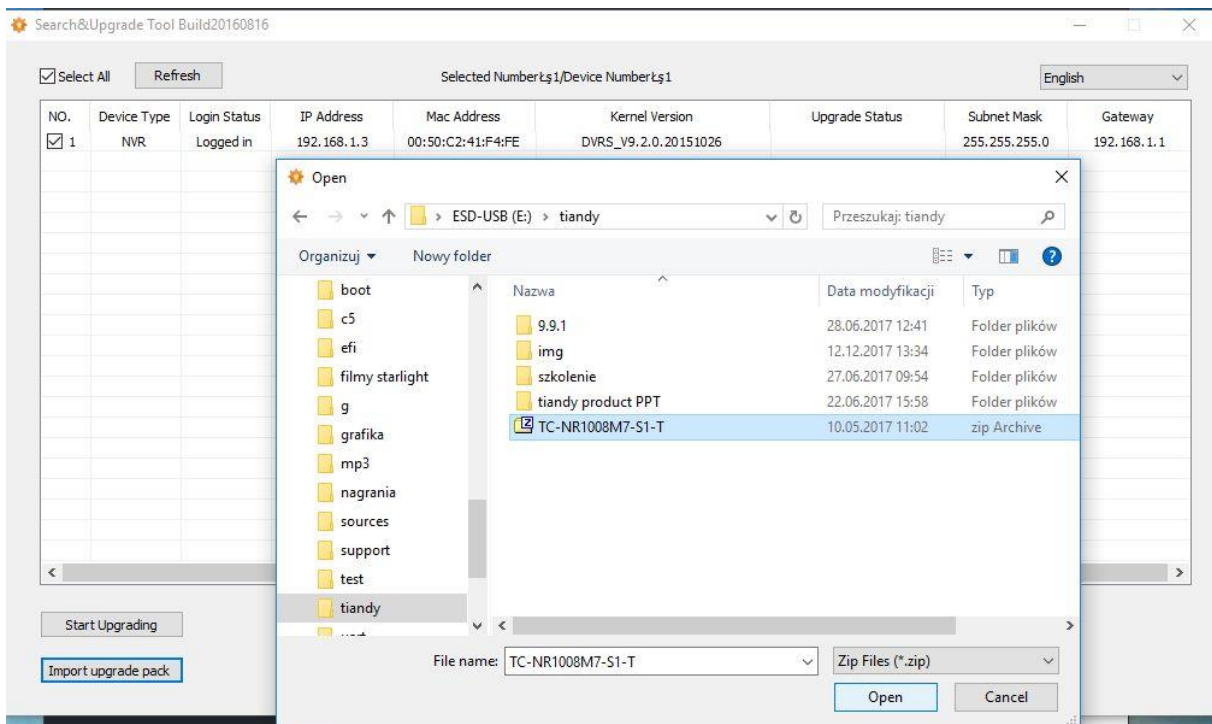 Search&Upgrade Tool Build20160816
Select All Refresh Selected NumberŁş1/Device NumberŁş1 English
NO. Device Type Login Status IP Address Mac Address Kernel Version Upgrade Status Subnet Mask Gateway
1 NVR Logged in 192.168.1.3 00:50:C2:41:F4:FE DVRS_V9.2.0.20151026 255.255.255.0 192.168.1.1
Open
ESD-USB (E:) > tiandy Przeszukaj: tiandy
Organizuj Nowy folder
boot Nazwa Data modyfikacji Typ
c5 9.9.1 28.06.2017 12:41 Folder plików
efi img 12.12.2017 13:34 Folder plików
filmy starlight szkolenie 27.06.2017 09:54 Folder plików
g tiandy product PPT 22.06.2017 15:58 Folder plików
grafika TC-NR1008M7-S1-T 10.05.2017 11:02 zip Archive
mp3
nagrania
sources
support
test
tiandy
Start Upgrading
File name: TC-NR1008M7-S1-T Zip Files (*.zip)
Import upgrade pack
Open Cancel